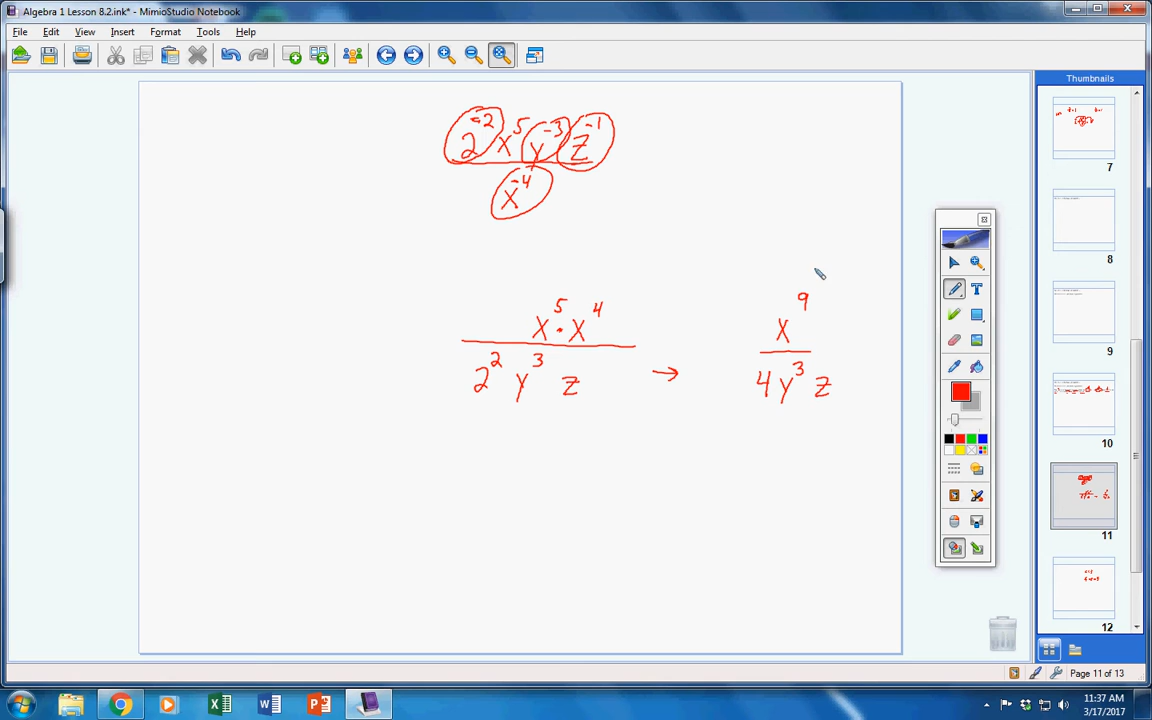 Algebra 1 Lesson 8.2.ink* - MimioStudio Notebook
File Edit View Insert Format Tools Help
Thumbnails
2⁻² x⁵ y⁻³ z⁻¹
x⁻⁴
x⁵ · x⁴
2² y³ z
→
x⁹
4y³ z
T
7
8
9
10
11
12
Page 11 of 13
11:37 AM
3/17/2017